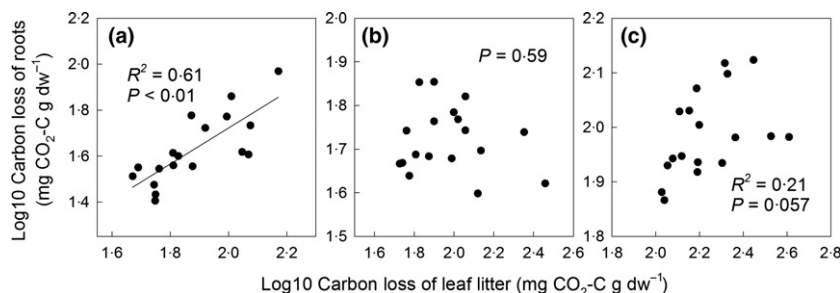 Log10 Carbon loss of roots
(mg CO₂-C g dw⁻¹)
(a)
R² = 0·61
P < 0·01
2·2
2·0
1·8
1·6
1·4
1·6 1·8 2·0 2·2
(b)
P = 0·59
2·1
2·0
1·9
1·8
1·7
1·6
1·5
1·6 1·8 2·0 2·2 2·4 2·6
(c)
R² = 0·21
P = 0·057
2·2
2·1
2·0
1·9
1·8
1·8 2·0 2·2 2·4 2·6 2·8
Log10 Carbon loss of leaf litter (mg CO₂-C g dw⁻¹)